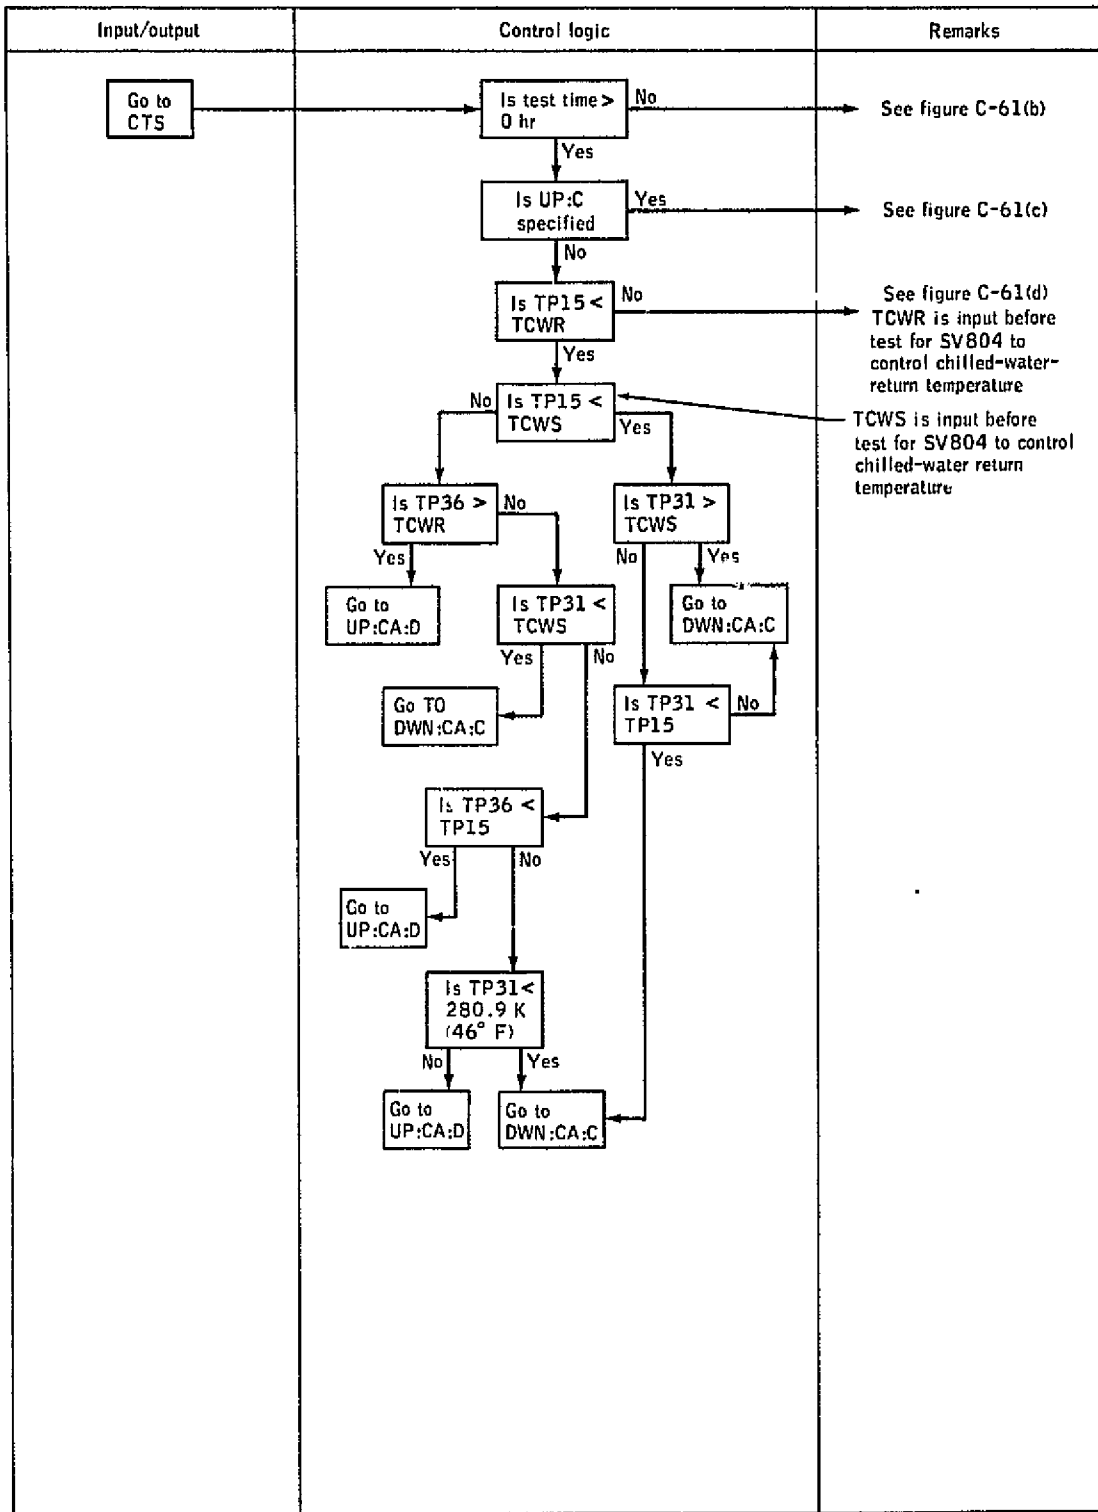 Input/output
Control logic
Remarks
Go to
CTS
Is test time >
0 hr
No
See figure C-61(b)
Yes
Is UP:C
specified
Yes
See figure C-61(c)
No
Is TP15 <
TCWR
No
See figure C-61(d)
TCWR is input before
test for SV804 to
control chilled-water-
return temperature
Yes
No
Is TP15 <
TCWS
Yes
TCWS is input before
test for SV804 to control
chilled-water return
temperature
Is TP36 >
TCWR
No
Is TP31 >
TCWS
Yes
No
Yes
Go to
UP:CA:D
Is TP31 <
TCWS
Go to
DWN:CA:C
Yes
No
Go TO
DWN:CA:C
Is TP31 <
TP15
No
Yes
Is TP36 <
TP15
Yes
No
Go to
UP:CA:D
Is TP31<
280.9 K
(46° F)
No
Yes
Go to
UP:CA:D
Go to
DWN:CA:C